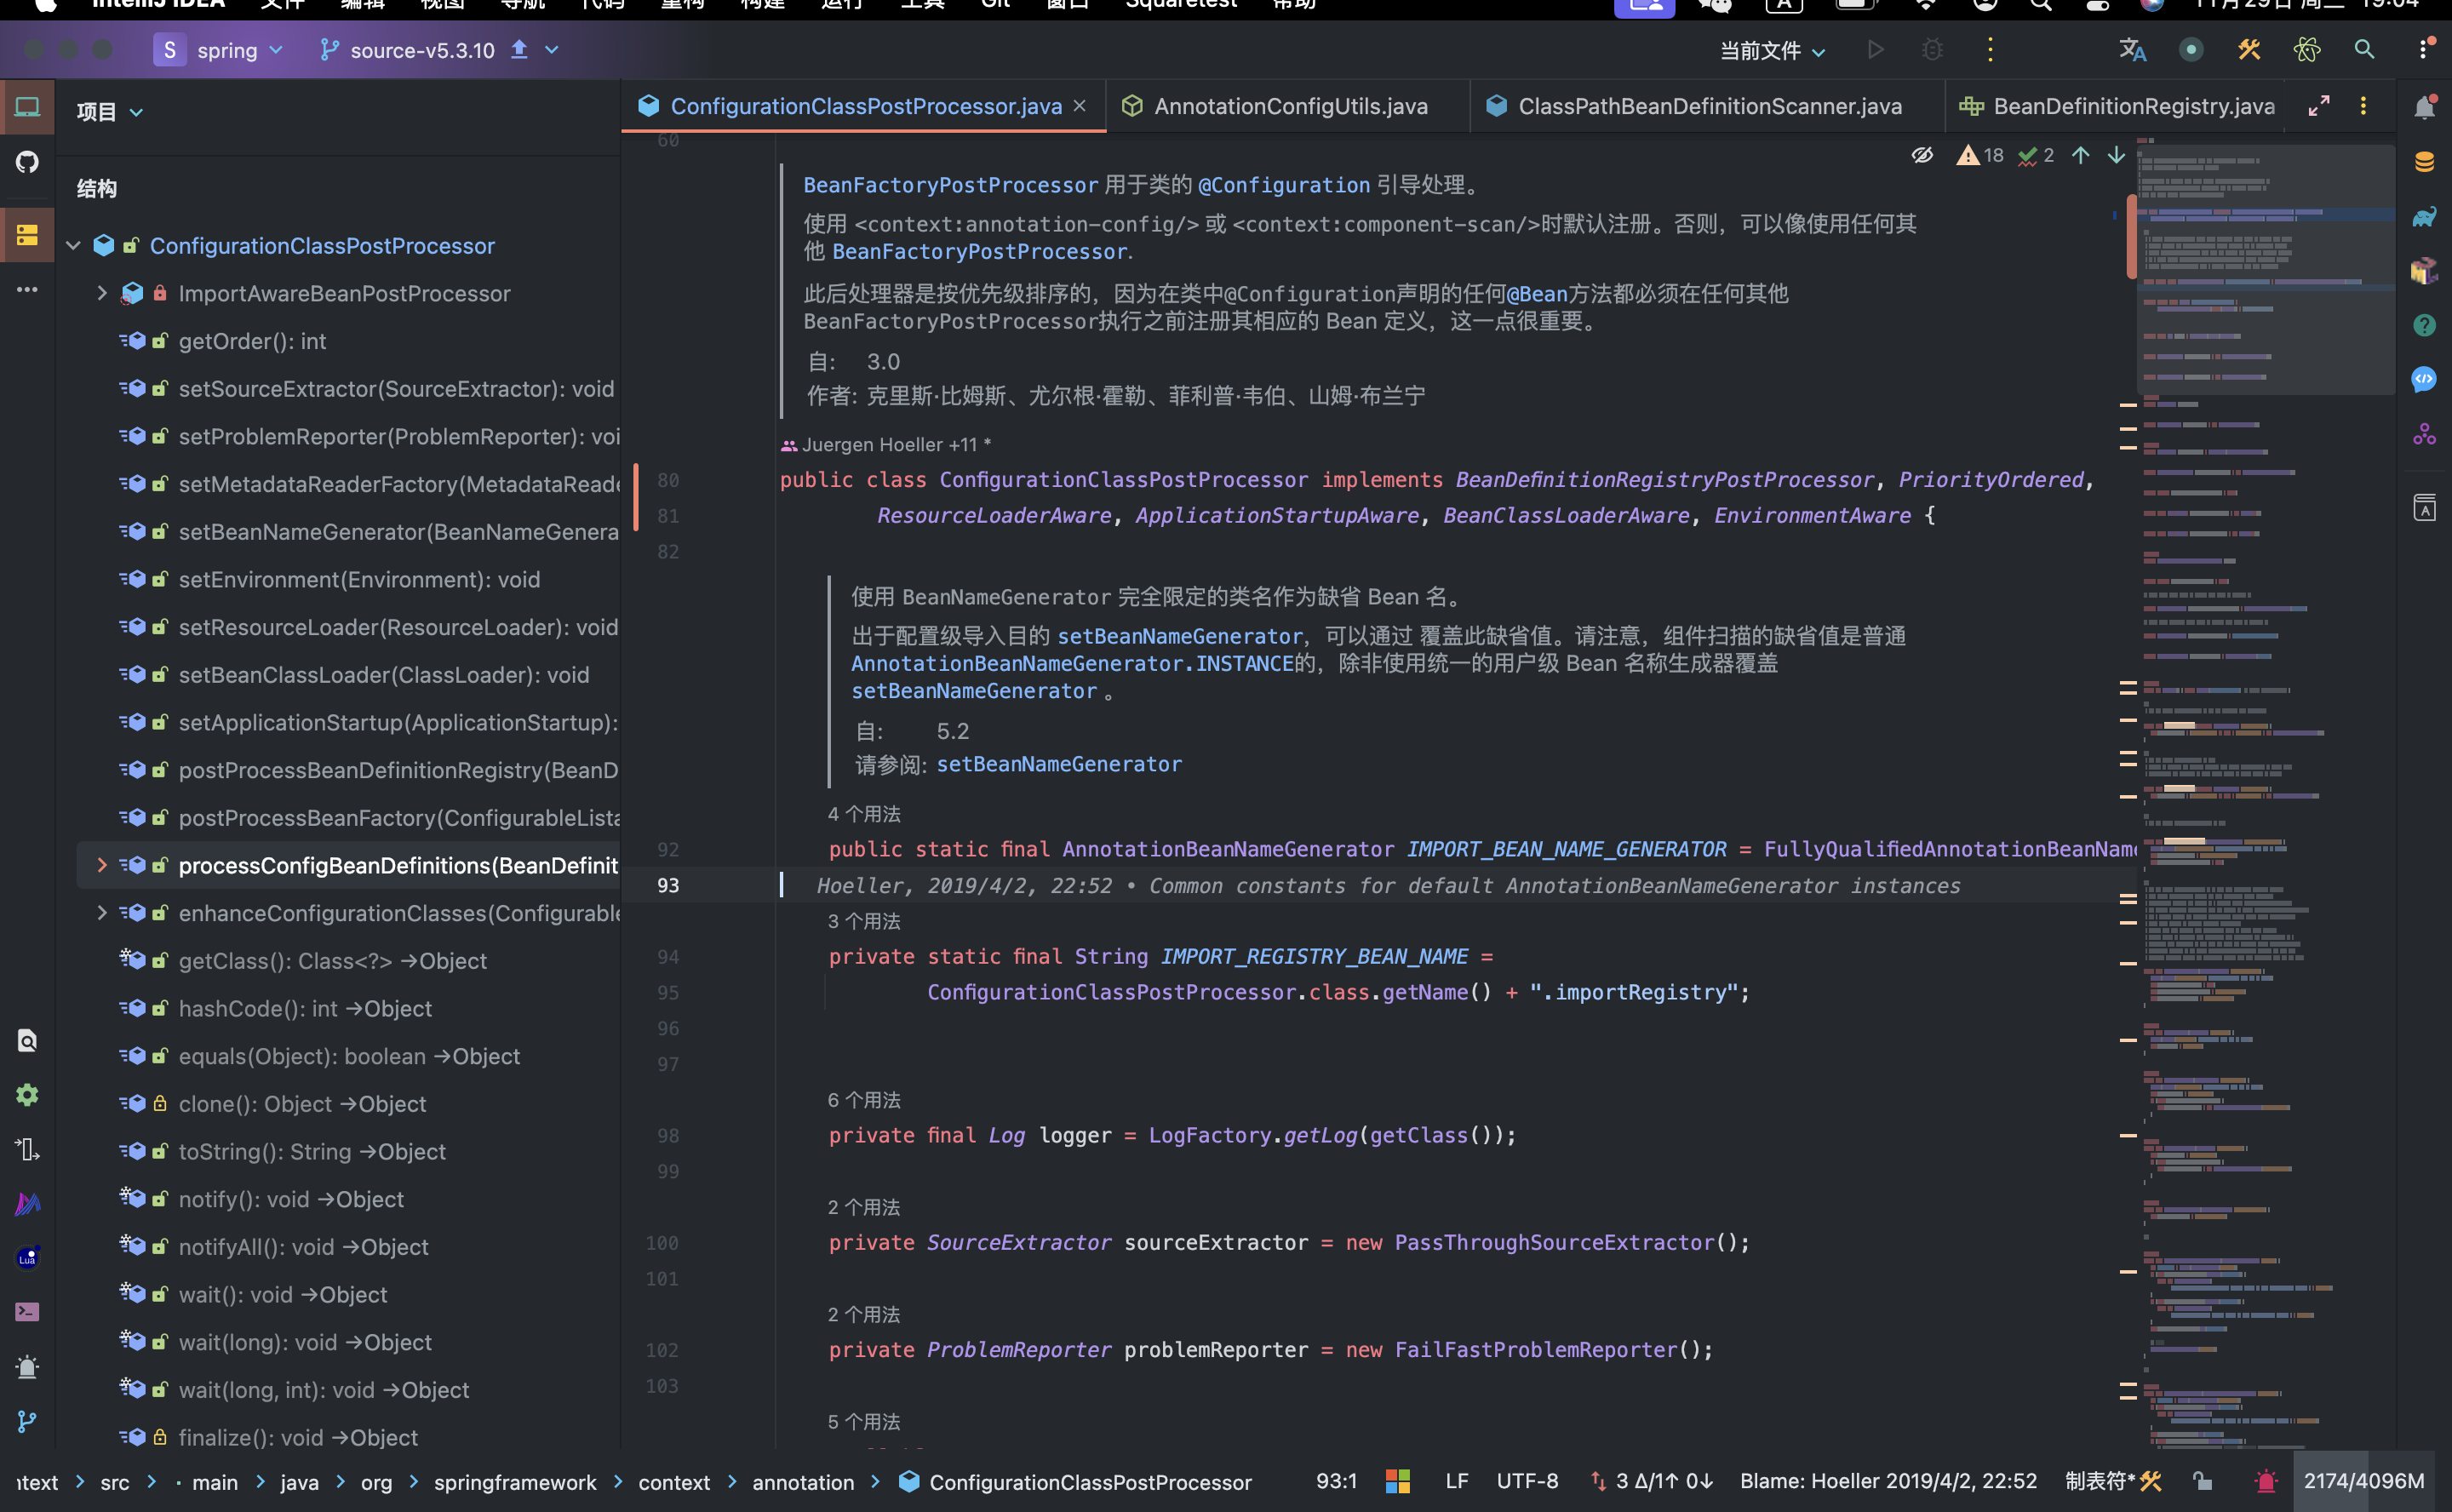 IntelliJ IDEA 文件 编辑 视图 导航 代码 重构 构建 运行 工具 Git 窗口 Squaretest 帮助 11月29日 周三 19:04
S spring source-v5.3.10 当前文件
项目
ConfigurationClassPostProcessor.java AnnotationConfigUtils.java ClassPathBeanDefinitionScanner.java BeanDefinitionRegistry.java
结构
ConfigurationClassPostProcessor
ImportAwareBeanPostProcessor
getOrder(): int
setSourceExtractor(SourceExtractor): void
setProblemReporter(ProblemReporter): voi
setMetadataReaderFactory(MetadataReade
setBeanNameGenerator(BeanNameGenera
setEnvironment(Environment): void
setResourceLoader(ResourceLoader): void
setBeanClassLoader(ClassLoader): void
setApplicationStartup(ApplicationStartup):
postProcessBeanDefinitionRegistry(BeanD
postProcessBeanFactory(ConfigurableLista
processConfigBeanDefinitions(BeanDefinit
enhanceConfigurationClasses(Configurable
getClass(): Class<?> →Object
hashCode(): int →Object
equals(Object): boolean →Object
clone(): Object →Object
toString(): String →Object
notify(): void →Object
notifyAll(): void →Object
wait(): void →Object
wait(long): void →Object
wait(long, int): void →Object
finalize(): void →Object
60
18 2
BeanFactoryPostProcessor 用于类的 @Configuration 引导处理。
使用 <context:annotation-config/> 或 <context:component-scan/>时默认注册。否则，可以像使用任何其
他 BeanFactoryPostProcessor.
此后处理器是按优先级排序的，因为在类中@Configuration声明的任何@Bean方法都必须在任何其他
BeanFactoryPostProcessor执行之前注册其相应的 Bean 定义，这一点很重要。
自: 3.0
作者: 克里斯·比姆斯、尤尔根·霍勒、菲利普·韦伯、山姆·布兰宁
Juergen Hoeller +11 *
80 public class ConfigurationClassPostProcessor implements BeanDefinitionRegistryPostProcessor, PriorityOrdered,
81 ResourceLoaderAware, ApplicationStartupAware, BeanClassLoaderAware, EnvironmentAware {
82
使用 BeanNameGenerator 完全限定的类名作为缺省 Bean 名。
出于配置级导入目的 setBeanNameGenerator，可以通过 覆盖此缺省值。请注意，组件扫描的缺省值是普通
AnnotationBeanNameGenerator.INSTANCE的，除非使用统一的用户级 Bean 名称生成器覆盖
setBeanNameGenerator 。
自: 5.2
请参阅: setBeanNameGenerator
4 个用法
92 public static final AnnotationBeanNameGenerator IMPORT_BEAN_NAME_GENERATOR = FullyQualifiedAnnotationBeanName
93 Hoeller, 2019/4/2, 22:52 • Common constants for default AnnotationBeanNameGenerator instances
3 个用法
94 private static final String IMPORT_REGISTRY_BEAN_NAME =
95 ConfigurationClassPostProcessor.class.getName() + ".importRegistry";
96
97
6 个用法
98 private final Log logger = LogFactory.getLog(getClass());
99
2 个用法
100 private SourceExtractor sourceExtractor = new PassThroughSourceExtractor();
101
2 个用法
102 private ProblemReporter problemReporter = new FailFastProblemReporter();
103
5 个用法
Lua
ntext > src > main > java > org > springframework > context > annotation > ConfigurationClassPostProcessor 93:1 LF UTF-8 3 Δ/1↑ 0↓ Blame: Hoeller 2019/4/2, 22:52 制表符* 2174/4096M